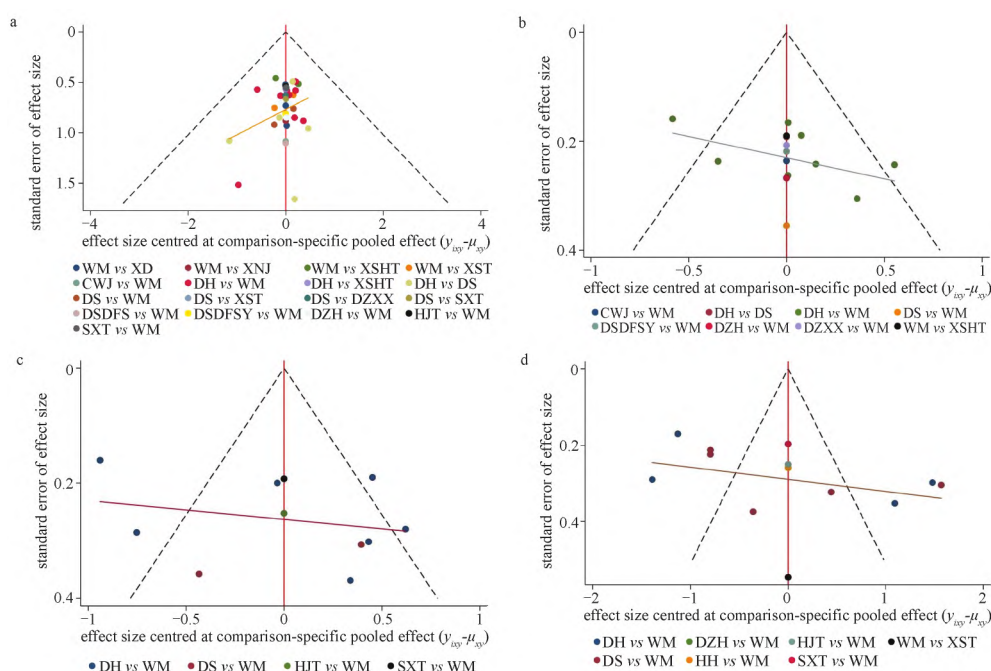 a
standard error of effect size
0
0.5
1.0
1.5
−4 −2 0 2 4
effect size centred at comparison-specific pooled effect (y_ixy-μ_xy)
WM vs XD WM vs XNJ WM vs XSHT WM vs XST
CWJ vs WM DH vs WM DH vs XSHT DH vs DS
DS vs WM DS vs XST DS vs DZXX DS vs SXT
DSDFS vs WM DSDFSY vs WM DZH vs WM HJT vs WM
SXT vs WM
b
standard error of effect size
0
0.2
0.4
−1 −0.5 0 0.5 1
effect size centred at comparison-specific pooled effect (y_ixy-μ_xy)
CWJ vs WM DH vs DS DH vs WM DS vs WM
DSDFSY vs WM DZH vs WM DZXX vs WM WM vs XSHT
c
standard error of effect size
0
0.2
0.4
−1 −0.5 0 0.5 1
effect size centred at comparison-specific pooled effect (y_ixy-μ_xy)
DH vs WM DS vs WM HJT vs WM SXT vs WM
d
standard error of effect size
0
0.2
0.4
−2 −1 0 1 2
effect size centred at comparison-specific pooled effect (y_ixy-μ_xy)
DH vs WM DZH vs WM HJT vs WM WM vs XST
DS vs WM HH vs WM SXT vs WM